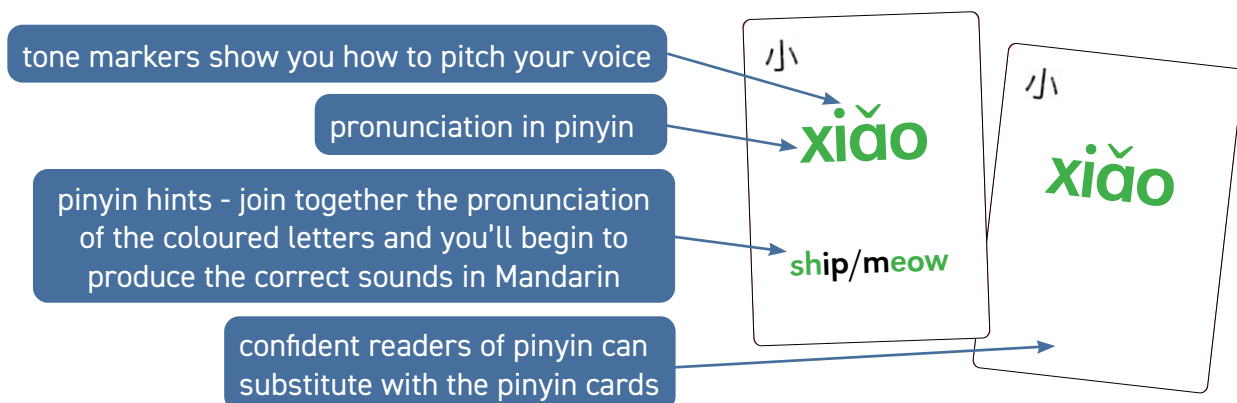 tone markers show you how to pitch your voice
pronunciation in pinyin
pinyin hints - join together the pronunciation
of the coloured letters and you'll begin to
produce the correct sounds in Mandarin
confident readers of pinyin can
substitute with the pinyin cards
小
xiǎo
ship/meow
小
xiǎo